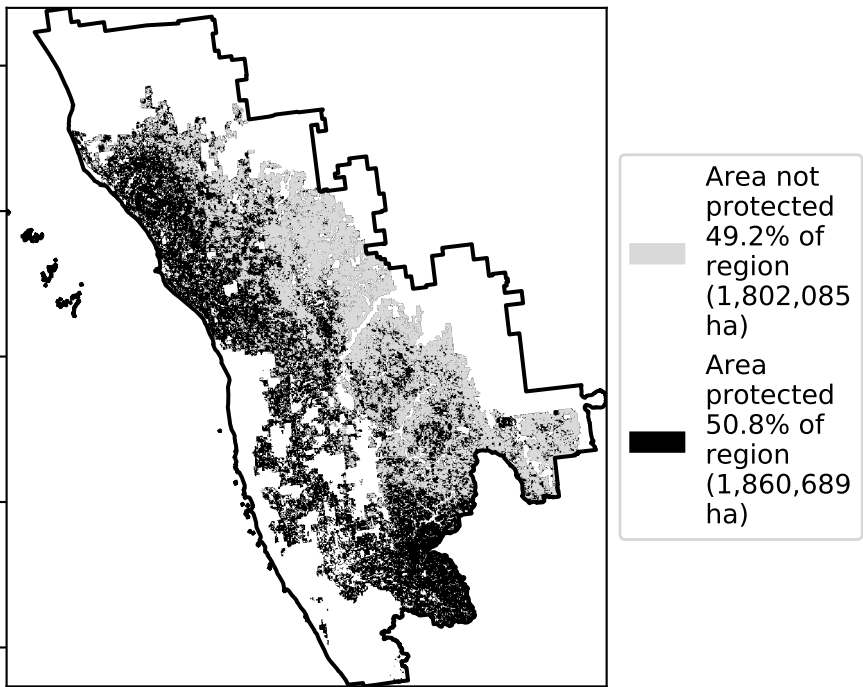 Area not
protected
49.2% of
region
(1,802,085
ha)
Area
protected
50.8% of
region
(1,860,689
ha)